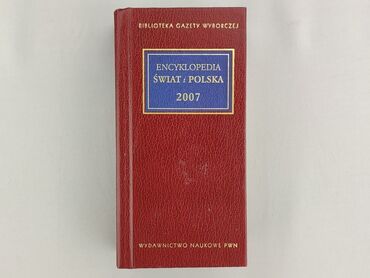 BIBLIOTEKA GAZETY WYBORCZEJ
ENCYKLOPEDIA
ŚWIAT i POLSKA
2007
WYDAWNICTWO NAUKOWE PWN